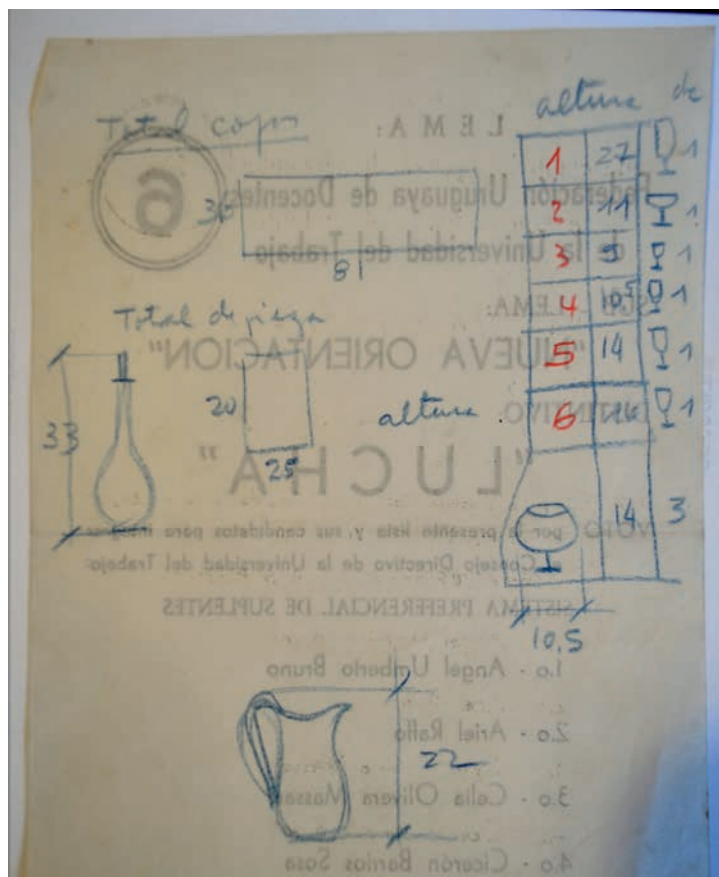 altura de
Total copas
LEMA:
1 27 1
6
Federación Uruguaya de Docentes
36
2 11 1
de la Universidad del Trabajo
3 9 1
81
4 10,5 1
LEMA:
Total de pieza
"NUEVA ORIENTACION"
5 14 1
20
altura
6 1
DISTINTIVO
33
25
"LUCHA"
14 3
VOTO por la presente lista y sus candidatos para
Consejo Directivo de la Universidad del Trabajo
SISTEMA PREFERENCIAL DE SUPLENTES
10,5
1.o - Angel Umberto Bruno
2.o - Ariel Raffo
22
3.o - Celia Olivera
4.o - Cicerón Barrios Sosa